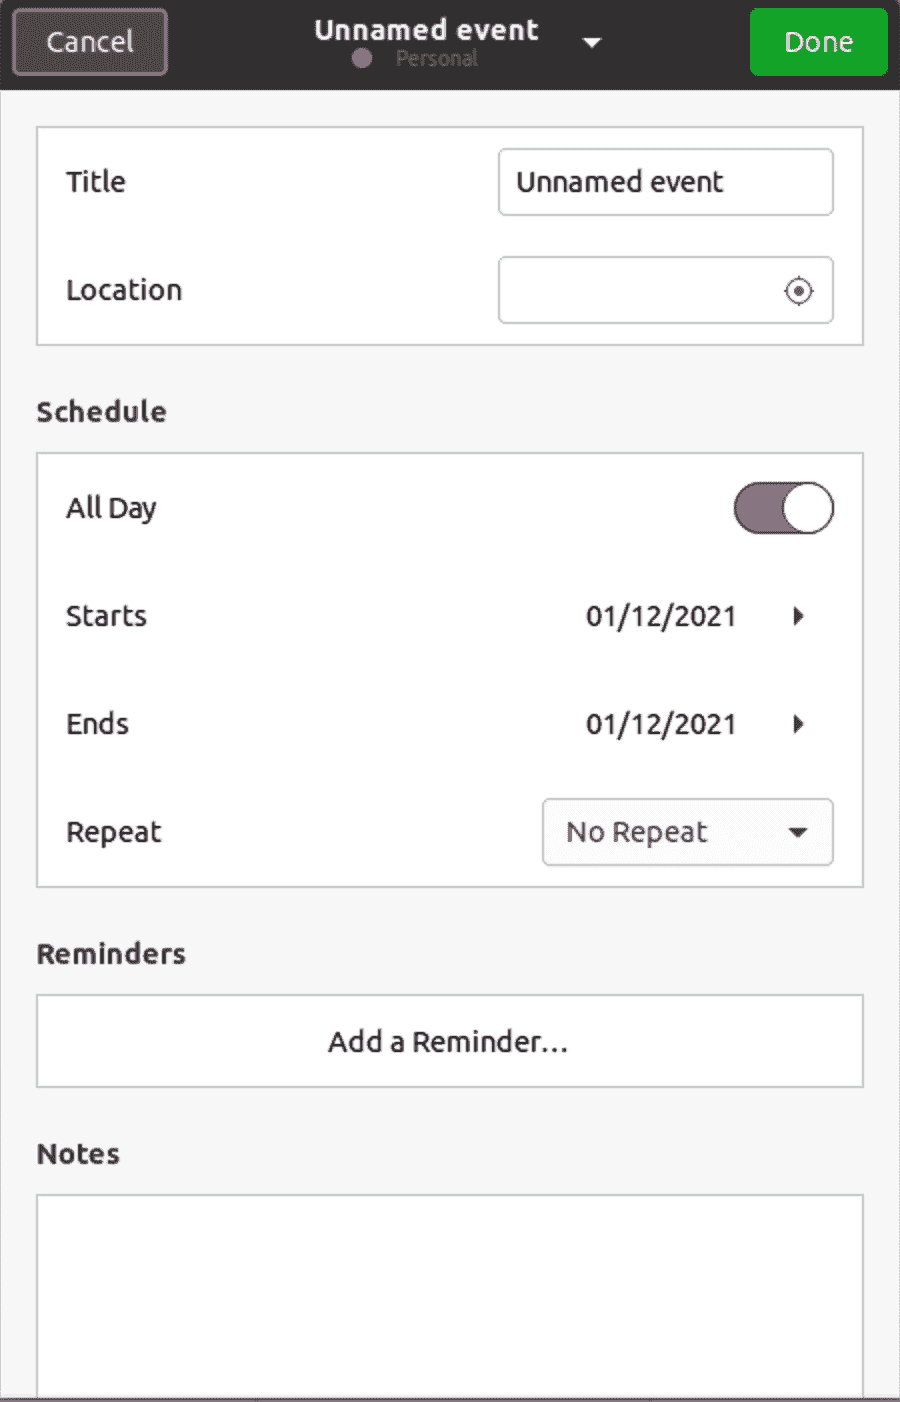 Cancel
Unnamed event
Personal
Done
Title
Unnamed event
Location
Schedule
All Day
Starts
01/12/2021
Ends
01/12/2021
Repeat
No Repeat
Reminders
Add a Reminder...
Notes